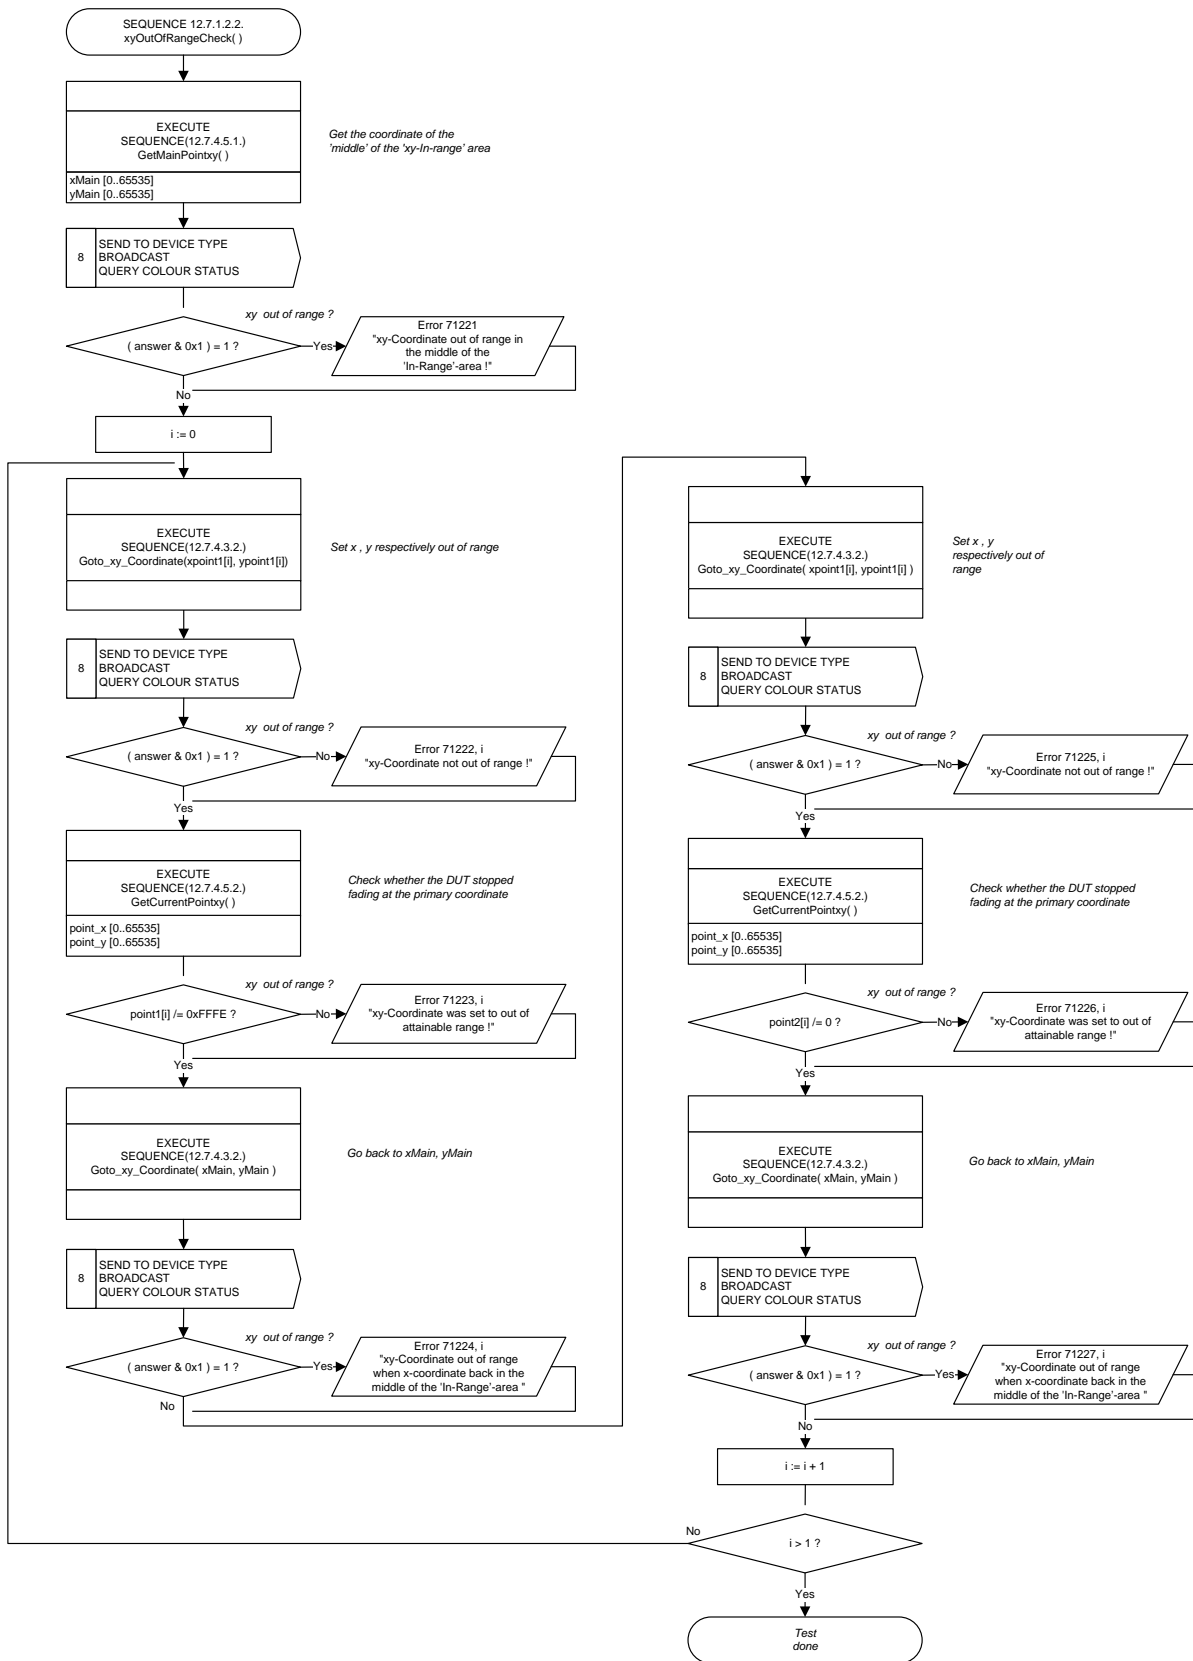 SEQUENCE 12.7.1.2.2.
xyOutOfRangeCheck( )
EXECUTE
SEQUENCE(12.7.4.5.1.)
GetMainPointxy( )
xMain [0..65535]
yMain [0..65535]
Get the coordinate of the
'middle' of the 'xy-In-range' area
8
SEND TO DEVICE TYPE
BROADCAST
QUERY COLOUR STATUS
xy out of range ?
( answer & 0x1 ) = 1 ?
Yes
Error 71221
"xy-Coordinate out of range in
the middle of the
'In-Range'-area !"
No
i := 0
EXECUTE
SEQUENCE(12.7.4.3.2.)
Goto_xy_Coordinate(xpoint1[i], ypoint1[i])
Set x , y respectively out of range
8
SEND TO DEVICE TYPE
BROADCAST
QUERY COLOUR STATUS
xy out of range ?
( answer & 0x1 ) = 1 ?
No
Error 71222, i
"xy-Coordinate not out of range !"
Yes
EXECUTE
SEQUENCE(12.7.4.5.2.)
GetCurrentPointxy( )
point_x [0..65535]
point_y [0..65535]
Check whether the DUT stopped
fading at the primary coordinate
xy out of range ?
point1[i] /= 0xFFFE ?
No
Error 71223, i
"xy-Coordinate was set to out of
attainable range !"
Yes
EXECUTE
SEQUENCE(12.7.4.3.2.)
Goto_xy_Coordinate( xMain, yMain )
Go back to xMain, yMain
8
SEND TO DEVICE TYPE
BROADCAST
QUERY COLOUR STATUS
xy out of range ?
( answer & 0x1 ) = 1 ?
Yes
Error 71224, i
"xy-Coordinate out of range
when x-coordinate back in the
middle of the 'In-Range'-area "
No
EXECUTE
SEQUENCE(12.7.4.3.2.)
Goto_xy_Coordinate( xpoint1[i], ypoint1[i] )
Set x , y
respectively out of
range
8
SEND TO DEVICE TYPE
BROADCAST
QUERY COLOUR STATUS
xy out of range ?
( answer & 0x1 ) = 1 ?
No
Error 71225, i
"xy-Coordinate not out of range !"
Yes
EXECUTE
SEQUENCE(12.7.4.5.2.)
GetCurrentPointxy( )
point_x [0..65535]
point_y [0..65535]
Check whether the DUT stopped
fading at the primary coordinate
xy out of range ?
point2[i] /= 0 ?
No
Error 71226, i
"xy-Coordinate was set to out of
attainable range !"
Yes
EXECUTE
SEQUENCE(12.7.4.3.2.)
Goto_xy_Coordinate( xMain, yMain )
Go back to xMain, yMain
8
SEND TO DEVICE TYPE
BROADCAST
QUERY COLOUR STATUS
xy out of range ?
( answer & 0x1 ) = 1 ?
Yes
Error 71227, i
"xy-Coordinate out of range
when x-coordinate back in the
middle of the 'In-Range'-area "
No
i := i + 1
No
i > 1 ?
Yes
Test
done